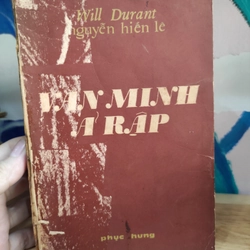 Will Durant
nguyễn hiến lê
VĂN MINH
Ả RẬP
phục hưng